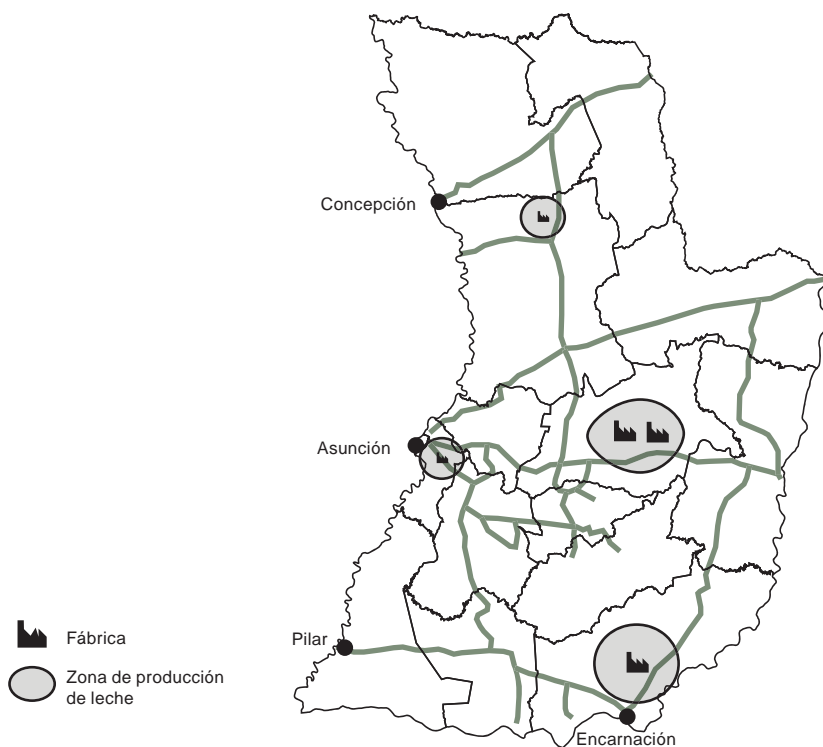 Concepción
Asunción
Pilar
Encarnación
Fábrica
Zona de producción
de leche